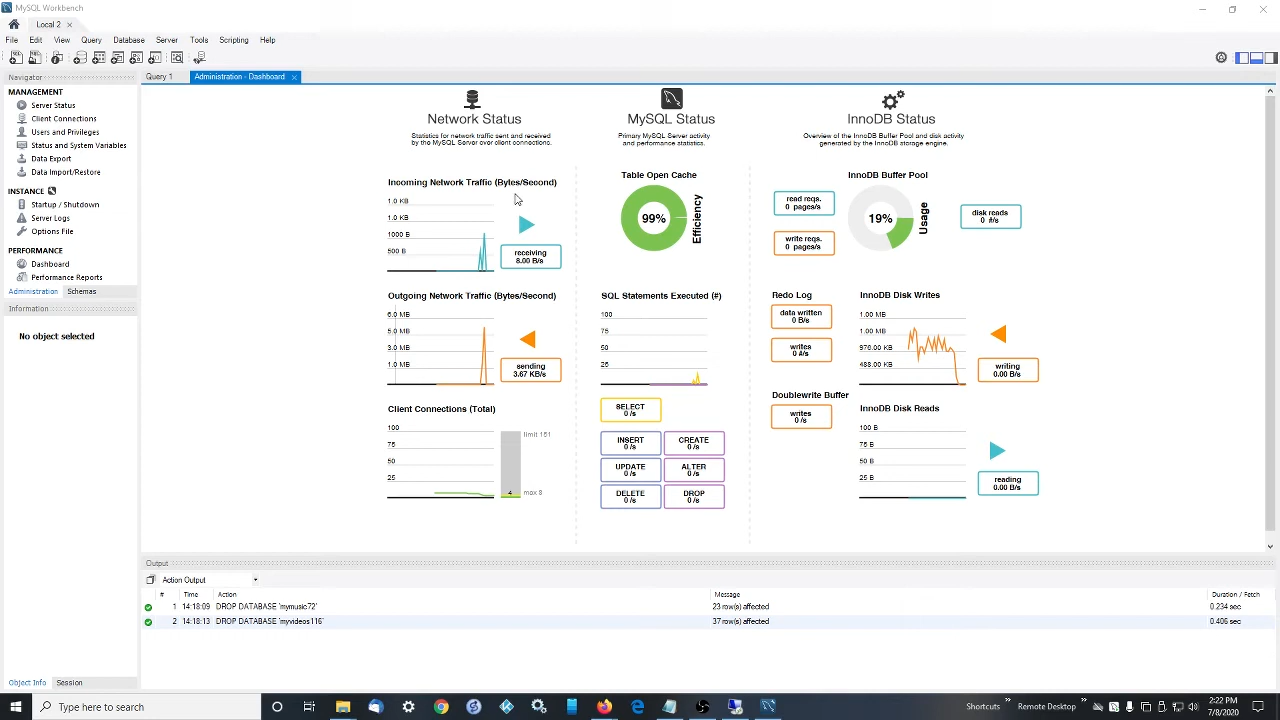 MySQL Workbench
Local 2
File Edit View Query Database Server Tools Scripting Help
Navigator
MANAGEMENT
Server Status
Client Connections
Users and Privileges
Status and System Variables
Data Export
Data Import/Restore
INSTANCE
Startup / Shutdown
Server Logs
Options File
PERFORMANCE
Dashboard
Performance Reports
Administration Schemas
Information
No object selected
Object Info Session
Query 1 Administration - Dashboard
Network Status
Statistics for network traffic sent and received
by the MySQL Server over client connections.
Incoming Network Traffic (Bytes/Second)
1.0 KB
1.0 KB
1000 B
500 B
receiving
8.00 B/s
Outgoing Network Traffic (Bytes/Second)
6.0 MB
5.0 MB
3.0 MB
1.0 MB
sending
3.67 KB/s
Client Connections (Total)
100
75
50
25
limit 151
4
max 8
MySQL Status
Primary MySQL Server activity
and performance statistics.
Table Open Cache
99%
Efficiency
SQL Statements Executed (#)
100
75
50
25
SELECT
0 /s
INSERT
0 /s
CREATE
0 /s
UPDATE
0 /s
ALTER
0 /s
DELETE
0 /s
DROP
0 /s
InnoDB Status
Overview of the InnoDB Buffer Pool and disk activity
generated by the InnoDB storage engine.
InnoDB Buffer Pool
read reqs.
0 pages/s
write reqs.
0 pages/s
19%
Usage
disk reads
0 #/s
Redo Log
data written
0 B/s
writes
0 #/s
Doublewrite Buffer
writes
0 /s
InnoDB Disk Writes
1.00 MB
1.00 MB
976.00 KB
488.00 KB
writing
0.00 B/s
InnoDB Disk Reads
100 B
75 B
50 B
25 B
reading
0.00 B/s
Output
Action Output
# Time Action Message Duration / Fetch
1 14:18:09 DROP DATABASE 'mymusic72' 23 row(s) affected 0.234 sec
2 14:18:13 DROP DATABASE 'myvideos116' 37 row(s) affected 0.406 sec
Type here to search
Shortcuts
Remote Desktop
2:22 PM
7/8/2020